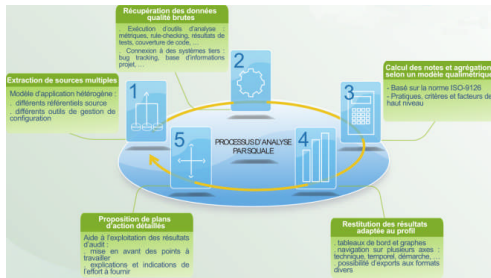 Récupération des données
qualité brutes
Exécution d'outils d'analyse :
métriques, rule-checking, résultats de
tests, couverture de code, ...
. Connexion à des systèmes tiers :
bug tracking, base d'informations
projet, ...
Extraction de sources multiples
Modèle d'application hétérogène :
. différents référentiels source
. différents outils de gestion de
configuration
Calcul des notes et agrégation
selon un modèle qualimétrique
- Basé sur la norme ISO-9126
- Pratiques, critères et facteurs de
haut niveau
1
2
3
4
5
PROCESSUS D'ANALYSE
PAR SQUALE
Proposition de plans
d'action détaillés
Aide à l'exploitation des résultats
d'audit :
. mise en avant des points à
travailler
. explications et indications de
l'effort à fournir
Restitution des résultats
adaptée au profil
. tableaux de bord et graphes
. navigation sur plusieurs axes :
technique, temporel, démarche, ...
. possibilité d'exports aux formats
divers